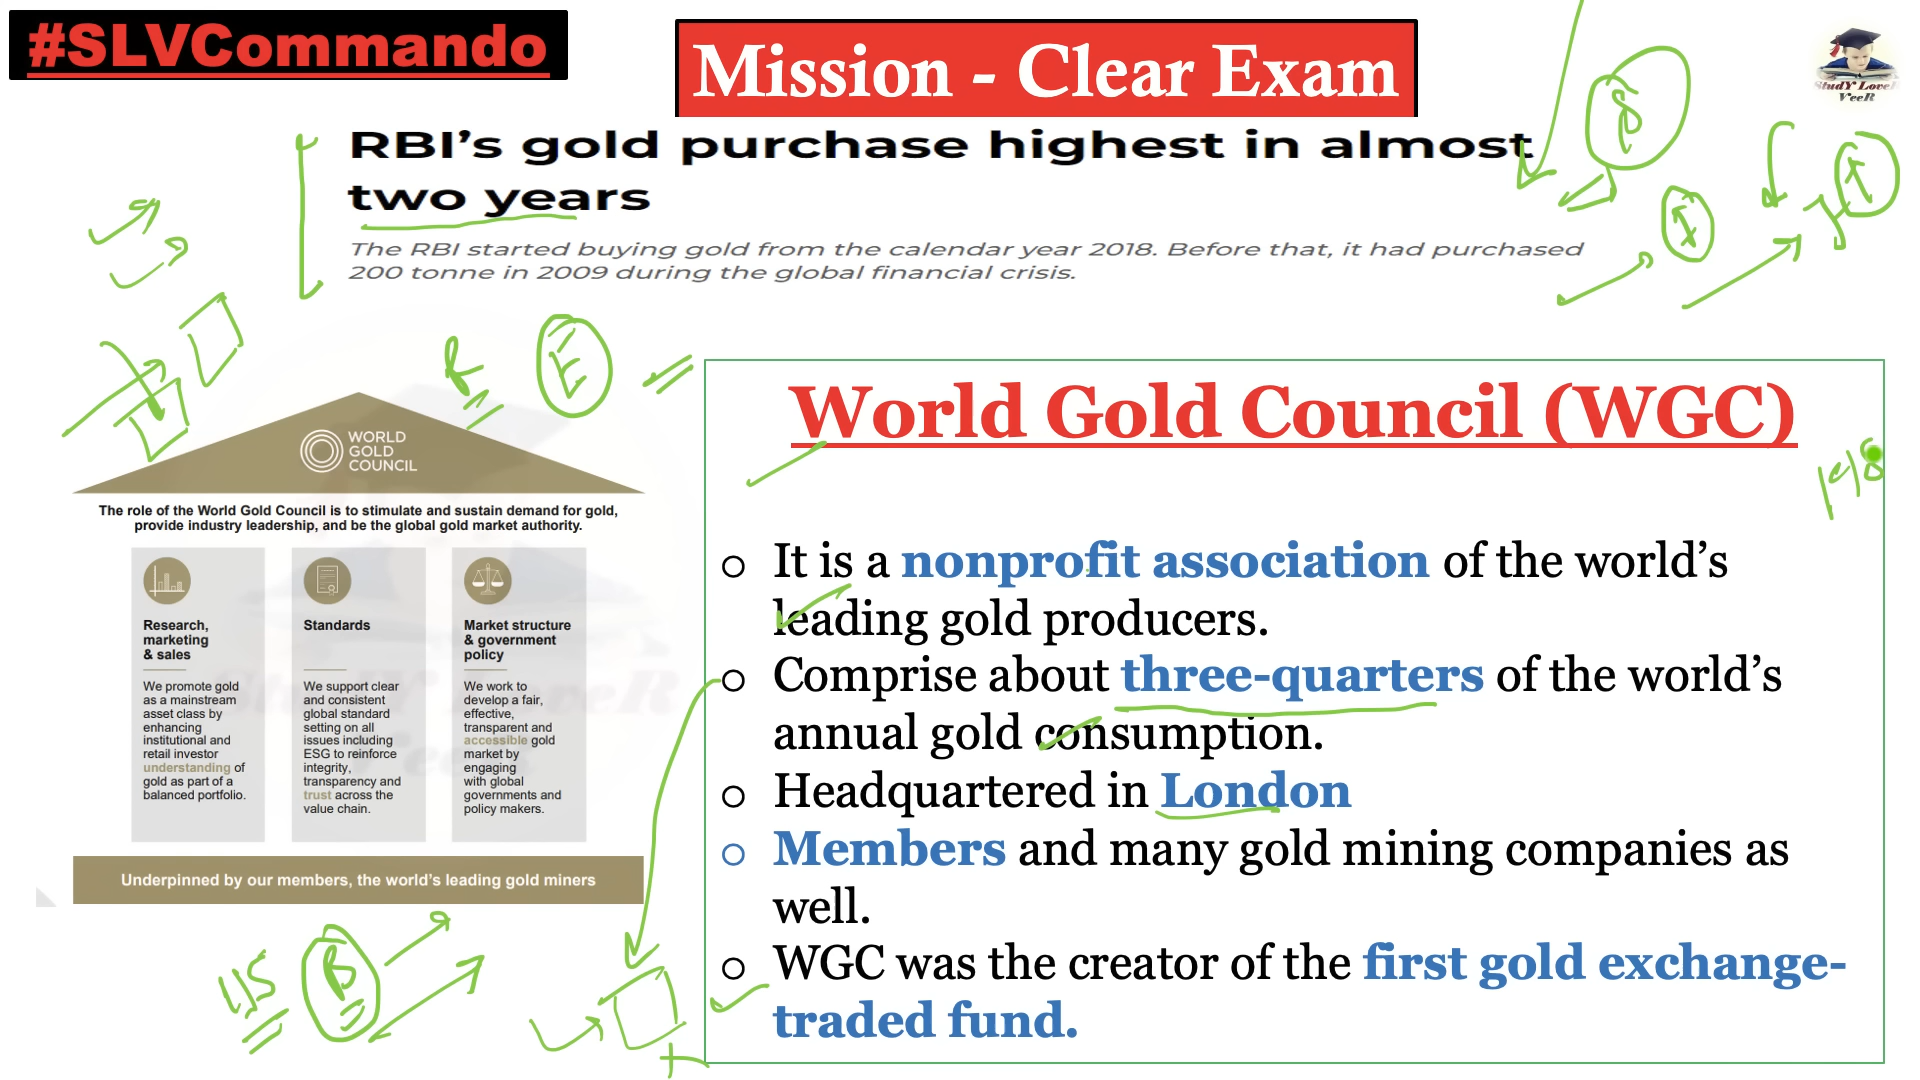 #SLVCommando
Mission - Clear Exam
StudY LoveR
VeeR
RBI’s gold purchase highest in almost
two years
The RBI started buying gold from the calendar year 2018. Before that, it had purchased
200 tonne in 2009 during the global financial crisis.
WORLD
GOLD
COUNCIL
The role of the World Gold Council is to stimulate and sustain demand for gold,
provide industry leadership, and be the global gold market authority.
Research,
marketing
& sales
We promote gold
as a mainstream
asset class by
enhancing
institutional and
retail investor
understanding of
gold as part of a
balanced portfolio.
Standards
We support clear
and consistent
global standard
setting on all
issues including
ESG to reinforce
integrity,
transparency and
trust across the
value chain.
Market structure
& government
policy
We work to
develop a fair,
effective,
transparent and
accessible gold
market by
engaging
with global
governments and
policy makers.
StudY LoveR
VeeR
Underpinned by our members, the world’s leading gold miners
US
World Gold Council (WGC)
It is a nonprofit association of the world’s
leading gold producers.
Comprise about three-quarters of the world’s
annual gold consumption.
Headquartered in London
Members and many gold mining companies as
well.
WGC was the creator of the first gold exchange-
traded fund.